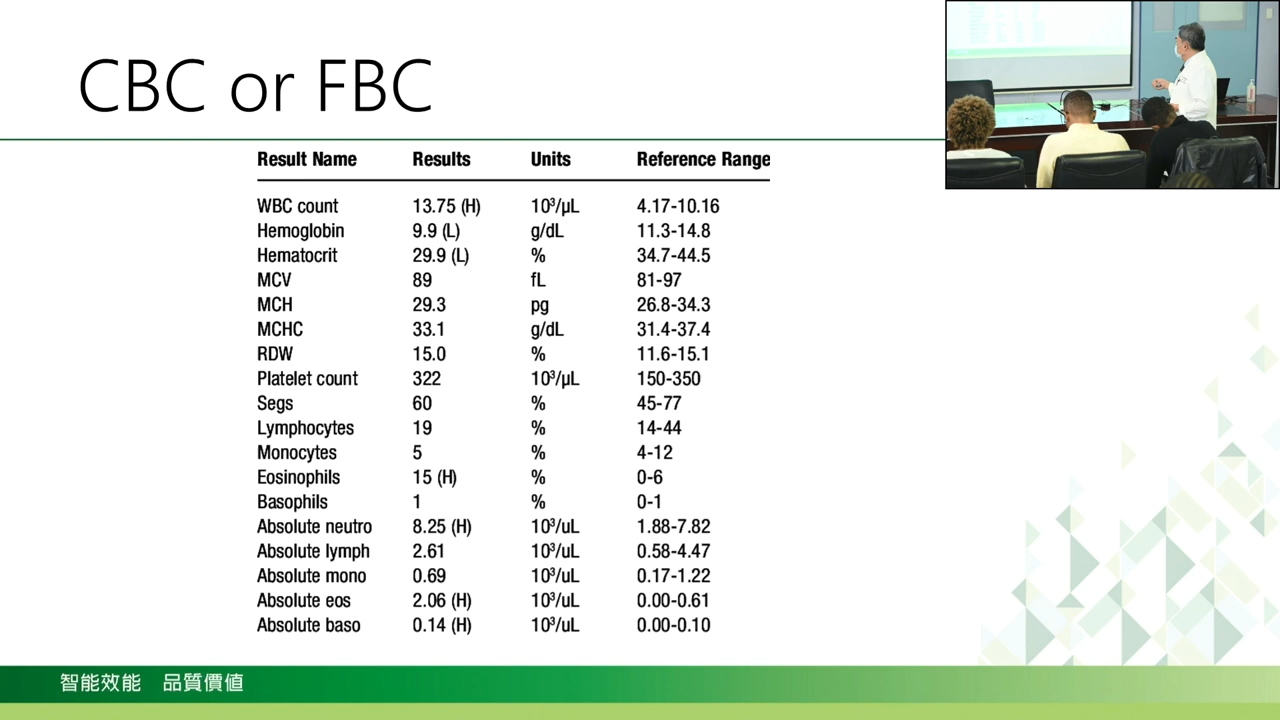 CBC or FBC
Result Name Results Units Reference Range
WBC count 13.75 (H) 10³/µL 4.17-10.16
Hemoglobin 9.9 (L) g/dL 11.3-14.8
Hematocrit 29.9 (L) % 34.7-44.5
MCV 89 fL 81-97
MCH 29.3 pg 26.8-34.3
MCHC 33.1 g/dL 31.4-37.4
RDW 15.0 % 11.6-15.1
Platelet count 322 10³/µL 150-350
Segs 60 % 45-77
Lymphocytes 19 % 14-44
Monocytes 5 % 4-12
Eosinophils 15 (H) % 0-6
Basophils 1 % 0-1
Absolute neutro 8.25 (H) 10³/uL 1.88-7.82
Absolute lymph 2.61 10³/uL 0.58-4.47
Absolute mono 0.69 10³/uL 0.17-1.22
Absolute eos 2.06 (H) 10³/uL 0.00-0.61
Absolute baso 0.14 (H) 10³/uL 0.00-0.10
智能效能 品質價值